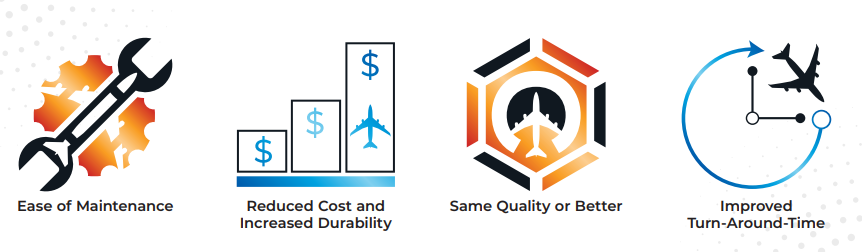 $
$
$
Ease of Maintenance
Reduced Cost and
Increased Durability
Same Quality or Better
Improved
Turn-Around-Time